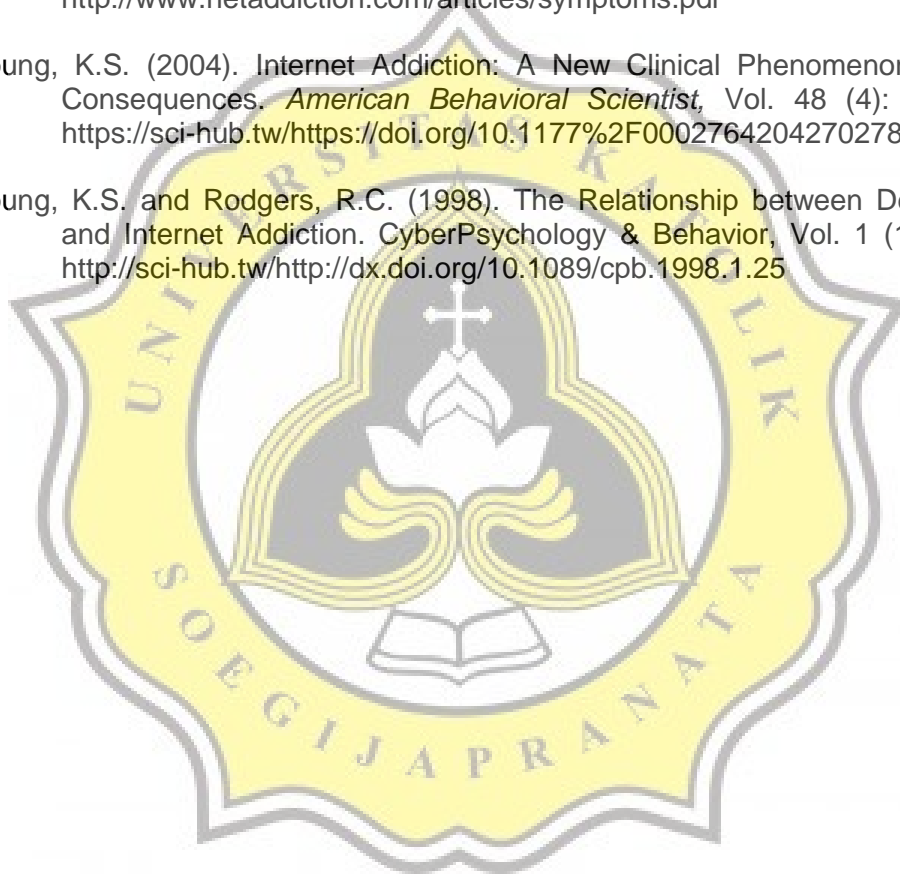 http://www.netaddiction.com/articles/symptoms.pdf
oung, K.S. (2004). Internet Addiction: A New Clinical Phenomenon
Consequences. American Behavioral Scientist, Vol. 48 (4):
https://sci-hub.tw/https://doi.org/10.1177%2F0002764204270278
oung, K.S. and Rodgers, R.C. (1998). The Relationship between De
and Internet Addiction. CyberPsychology & Behavior, Vol. 1 (1
http://sci-hub.tw/http://dx.doi.org/10.1089/cpb.1998.1.25
UNIVERSITAS KATOLIK
SOEGIJAPRANATA